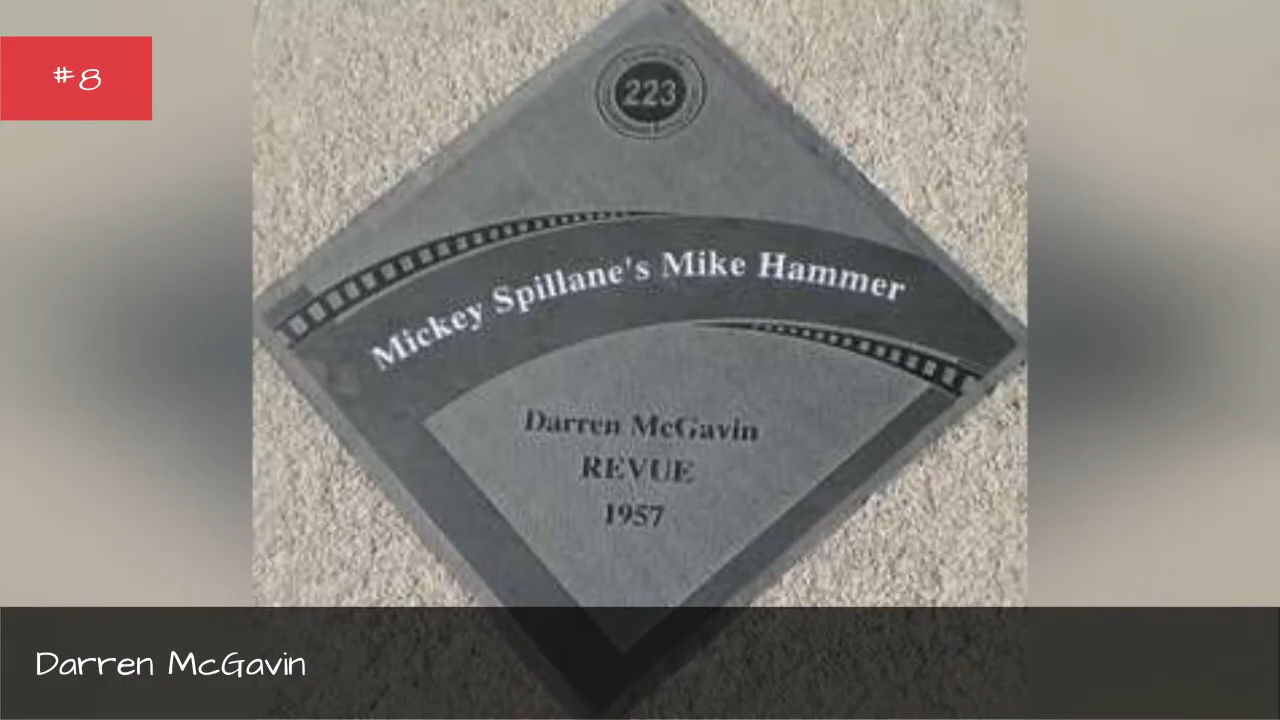 #8
223
Mickey Spillane's Mike Hammer
Darren McGavin
REVUE
1957
Darren McGavin